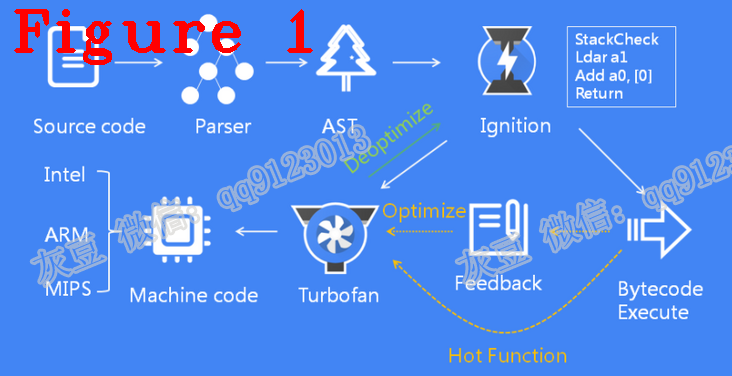 Figure 1
StackCheck
Ldar a1
Add a0, [0]
Return
Source code
Parser
AST
Ignition
Deoptimize
Intel
ARM
MIPS
Machine code
Turbofan
Optimize
Feedback
Bytecode
Execute
Hot Function
灰豆 微信：qq9123013
灰豆 微信：qq9123